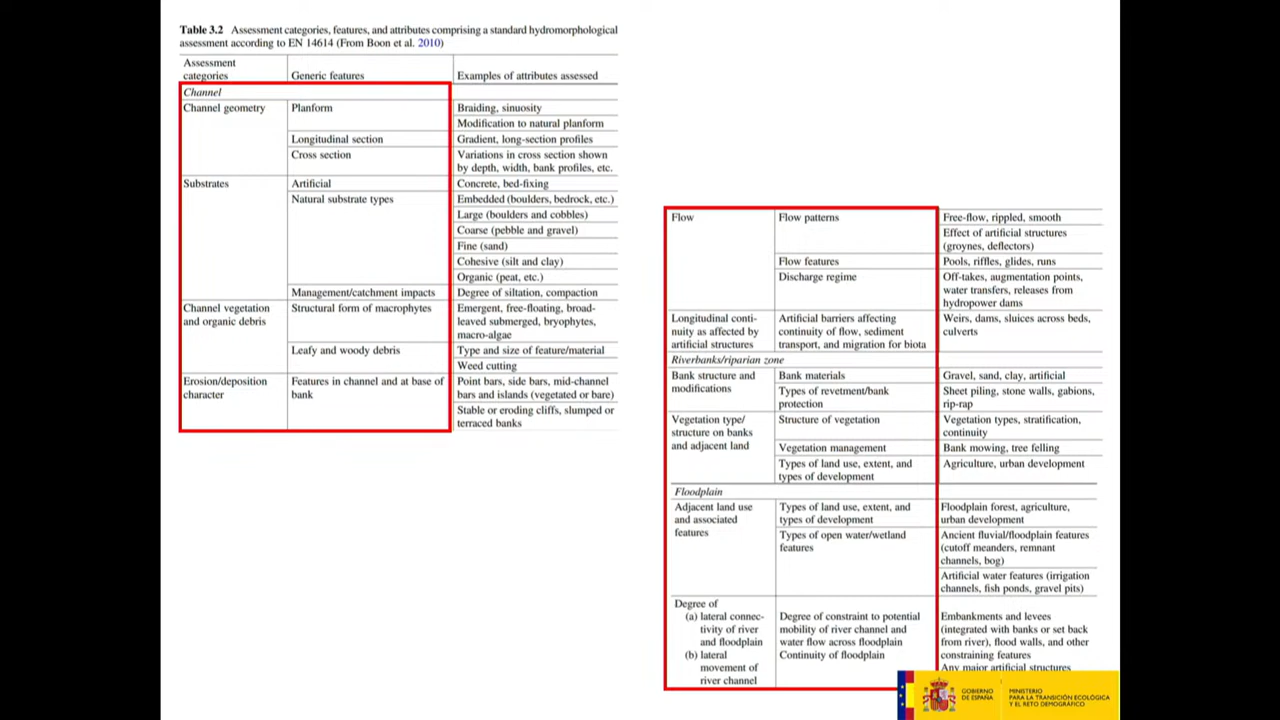 Table 3.2 Assessment categories, features, and attributes comprising a standard hydromorphological
assessment according to EN 14614 (From Boon et al. 2010)
Assessment
categories
Generic features
Examples of attributes assessed
Channel
Channel geometry
Planform
Braiding, sinuosity
Modification to natural planform
Longitudinal section
Gradient, long-section profiles
Cross section
Variations in cross section shown
by depth, width, bank profiles, etc.
Substrates
Artificial
Concrete, bed-fixing
Natural substrate types
Embedded (boulders, bedrock, etc.)
Large (boulders and cobbles)
Coarse (pebble and gravel)
Fine (sand)
Cohesive (silt and clay)
Organic (peat, etc.)
Management/catchment impacts
Degree of siltation, compaction
Channel vegetation
and organic debris
Structural form of macrophytes
Emergent, free-floating, broad-
leaved submerged, bryophytes,
macro-algae
Leafy and woody debris
Type and size of feature/material
Weed cutting
Erosion/deposition
character
Features in channel and at base of
bank
Point bars, side bars, mid-channel
bars and islands (vegetated or bare)
Stable or eroding cliffs, slumped or
terraced banks
Flow
Flow patterns
Free-flow, rippled, smooth
Effect of artificial structures
(groynes, deflectors)
Flow features
Pools, riffles, glides, runs
Discharge regime
Off-takes, augmentation points,
water transfers, releases from
hydropower dams
Longitudinal conti-
nuity as affected by
artificial structures
Artificial barriers affecting
continuity of flow, sediment
transport, and migration for biota
Weirs, dams, sluices across beds,
culverts
Riverbanks/riparian zone
Bank structure and
modifications
Bank materials
Gravel, sand, clay, artificial
Types of revetment/bank
protection
Sheet piling, stone walls, gabions,
rip-rap
Vegetation type/
structure on banks
and adjacent land
Structure of vegetation
Vegetation types, stratification,
continuity
Vegetation management
Bank mowing, tree felling
Types of land use, extent, and
types of development
Agriculture, urban development
Floodplain
Adjacent land use
and associated
features
Types of land use, extent, and
types of development
Floodplain forest, agriculture,
urban development
Types of open water/wetland
features
Ancient fluvial/floodplain features
(cutoff meanders, remnant
channels, bog)
Artificial water features (irrigation
channels, fish ponds, gravel pits)
Degree of
(a) lateral connec-
tivity of river
and floodplain
(b) lateral
movement of
river channel
Degree of constraint to potential
mobility of river channel and
water flow across floodplain
Continuity of floodplain
Embankments and levees
(integrated with banks or set back
from river), flood walls, and other
constraining features
Any major artificial structures
GOBIERNO
DE ESPAÑA
MINISTERIO
PARA LA TRANSICIÓN ECOLÓGICA
Y EL RETO DEMOGRÁFICO